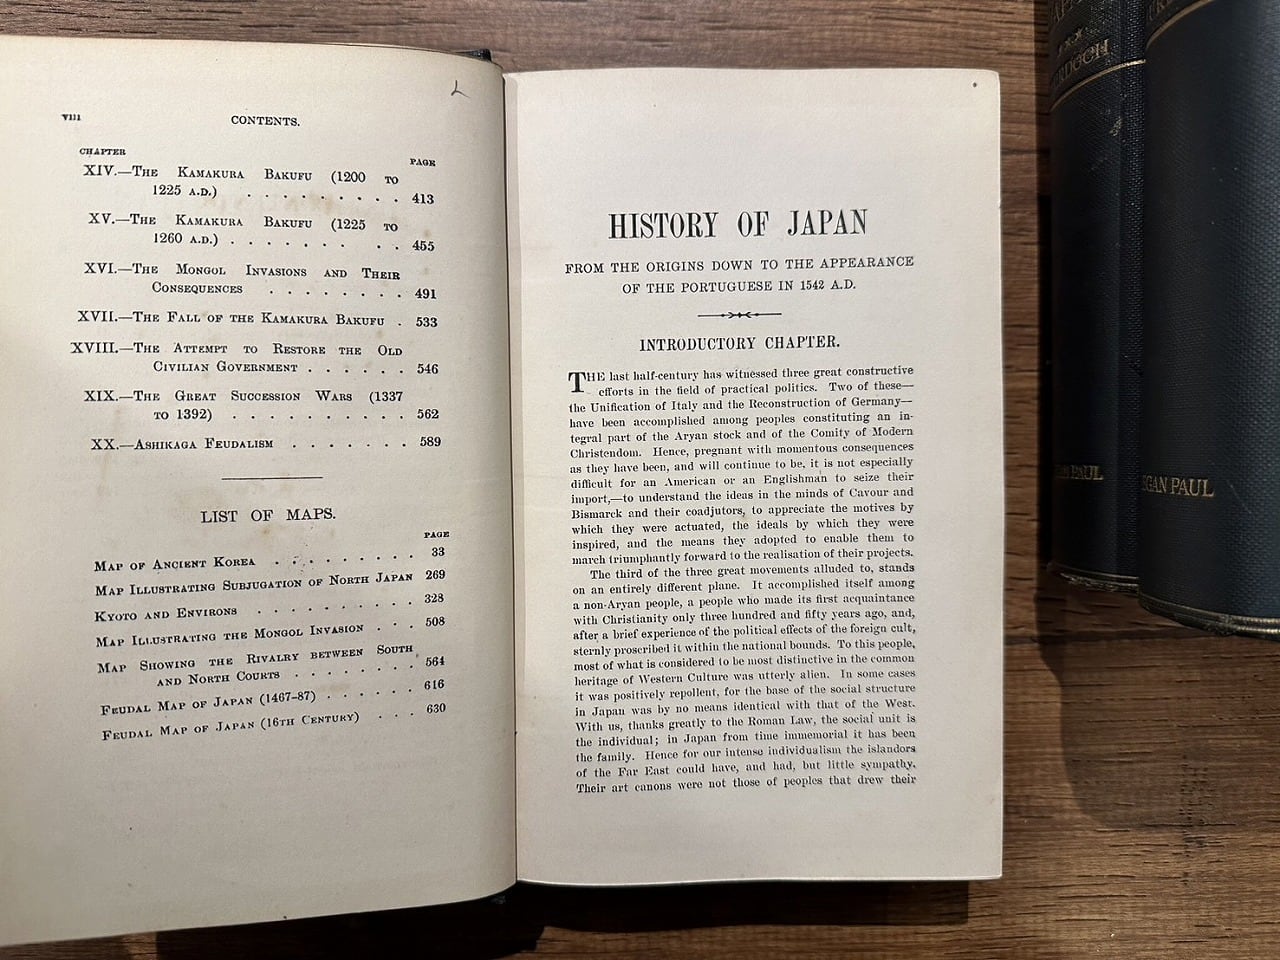 viii
CONTENTS.
CHAPTER
PAGE
XIV.—The Kamakura Bakufu (1200 to
1225 A.D.) . . . . . . . . . 413
XV.—The Kamakura Bakufu (1225 to
1260 A.D.) . . . . . . . . . 455
XVI.—The Mongol Invasions and Their
Consequences . . . . . . . . 491
XVII.—The Fall of the Kamakura Bakufu . 533
XVIII.—The Attempt to Restore the Old
Civilian Government . . . . . . 546
XIX.—The Great Succession Wars (1337
to 1392) . . . . . . . . . . 562
XX.—Ashikaga Feudalism . . . . . . . 589
LIST OF MAPS.
PAGE
Map of Ancient Korea . . . . . . . . 33
Map Illustrating Subjugation of North Japan 269
Kyoto and Environs . . . . . . . . . 328
Map Illustrating the Mongol Invasion . . . 508
Map Showing the Rivalry between South
and North Courts . . . . . . . 564
Feudal Map of Japan (1467-87) . . . . . . 616
Feudal Map of Japan (16th Century) . . . 630
HISTORY OF JAPAN
FROM THE ORIGINS DOWN TO THE APPEARANCE
OF THE PORTUGUESE IN 1542 A.D.
INTRODUCTORY CHAPTER.
THE last half-century has witnessed three great constructive
efforts in the field of practical politics. Two of these—
the Unification of Italy and the Reconstruction of Germany—
have been accomplished among peoples constituting an in-
tegral part of the Aryan stock and of the Comity of Modern
Christendom. Hence, pregnant with momentous consequences
as they have been, and will continue to be, it is not especially
difficult for an American or an Englishman to seize their
import,—to understand the ideas in the minds of Cavour and
Bismarck and their coadjutors, to appreciate the motives by
which they were actuated, the ideals by which they were
inspired, and the means they adopted to enable them to
march triumphantly forward to the realisation of their projects.
The third of the three great movements alluded to, stands
on an entirely different plane. It accomplished itself among
a non-Aryan people, a people who made its first acquaintance
with Christianity only three hundred and fifty years ago, and,
after a brief experience of the political effects of the foreign cult,
sternly proscribed it within the national bounds. To this people,
most of what is considered to be most distinctive in the common
heritage of Western Culture was utterly alien. In some cases
it was positively repellent, for the base of the social structure
in Japan was by no means identical with that of the West.
With us, thanks greatly to the Roman Law, the social unit is
the individual; in Japan from time immemorial it has been
the family. Hence for our intense individualism the islanders
of the Far East could have, and had, but little sympathy.
Their art canons were not those of peoples that drew their
RDOCH
AN PAUL
EGAN PAUL